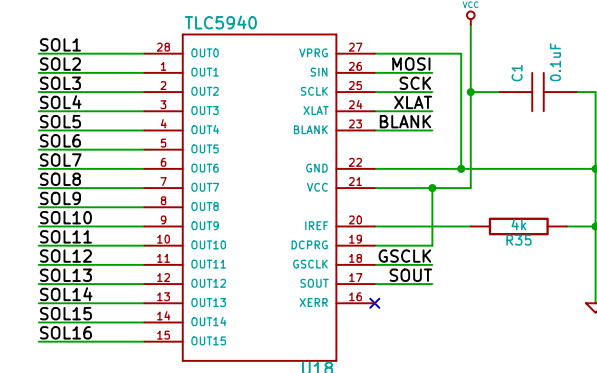 VCC
TLC5940
SOL1 28 OUT0 VPRG 27
SOL2 1 OUT1 SIN 26 MOSI
SOL3 2 OUT2 SCLK 25 SCK
SOL4 3 OUT3 XLAT 24 XLAT
SOL5 4 OUT4 BLANK 23 BLANK
SOL6 5 OUT5
SOL7 6 OUT6 GND 22
SOL8 7 OUT7 VCC 21
SOL9 8 OUT8
SOL10 9 OUT9 IREF 20 4k
SOL11 10 OUT10 DCPRG 19 R35
SOL12 11 OUT11 GSCLK 18 GSCLK
SOL13 12 OUT12 SOUT 17 SOUT
SOL14 13 OUT13 XERR 16
SOL15 14 OUT14
SOL16 15 OUT15
U18
C1
0.1uF